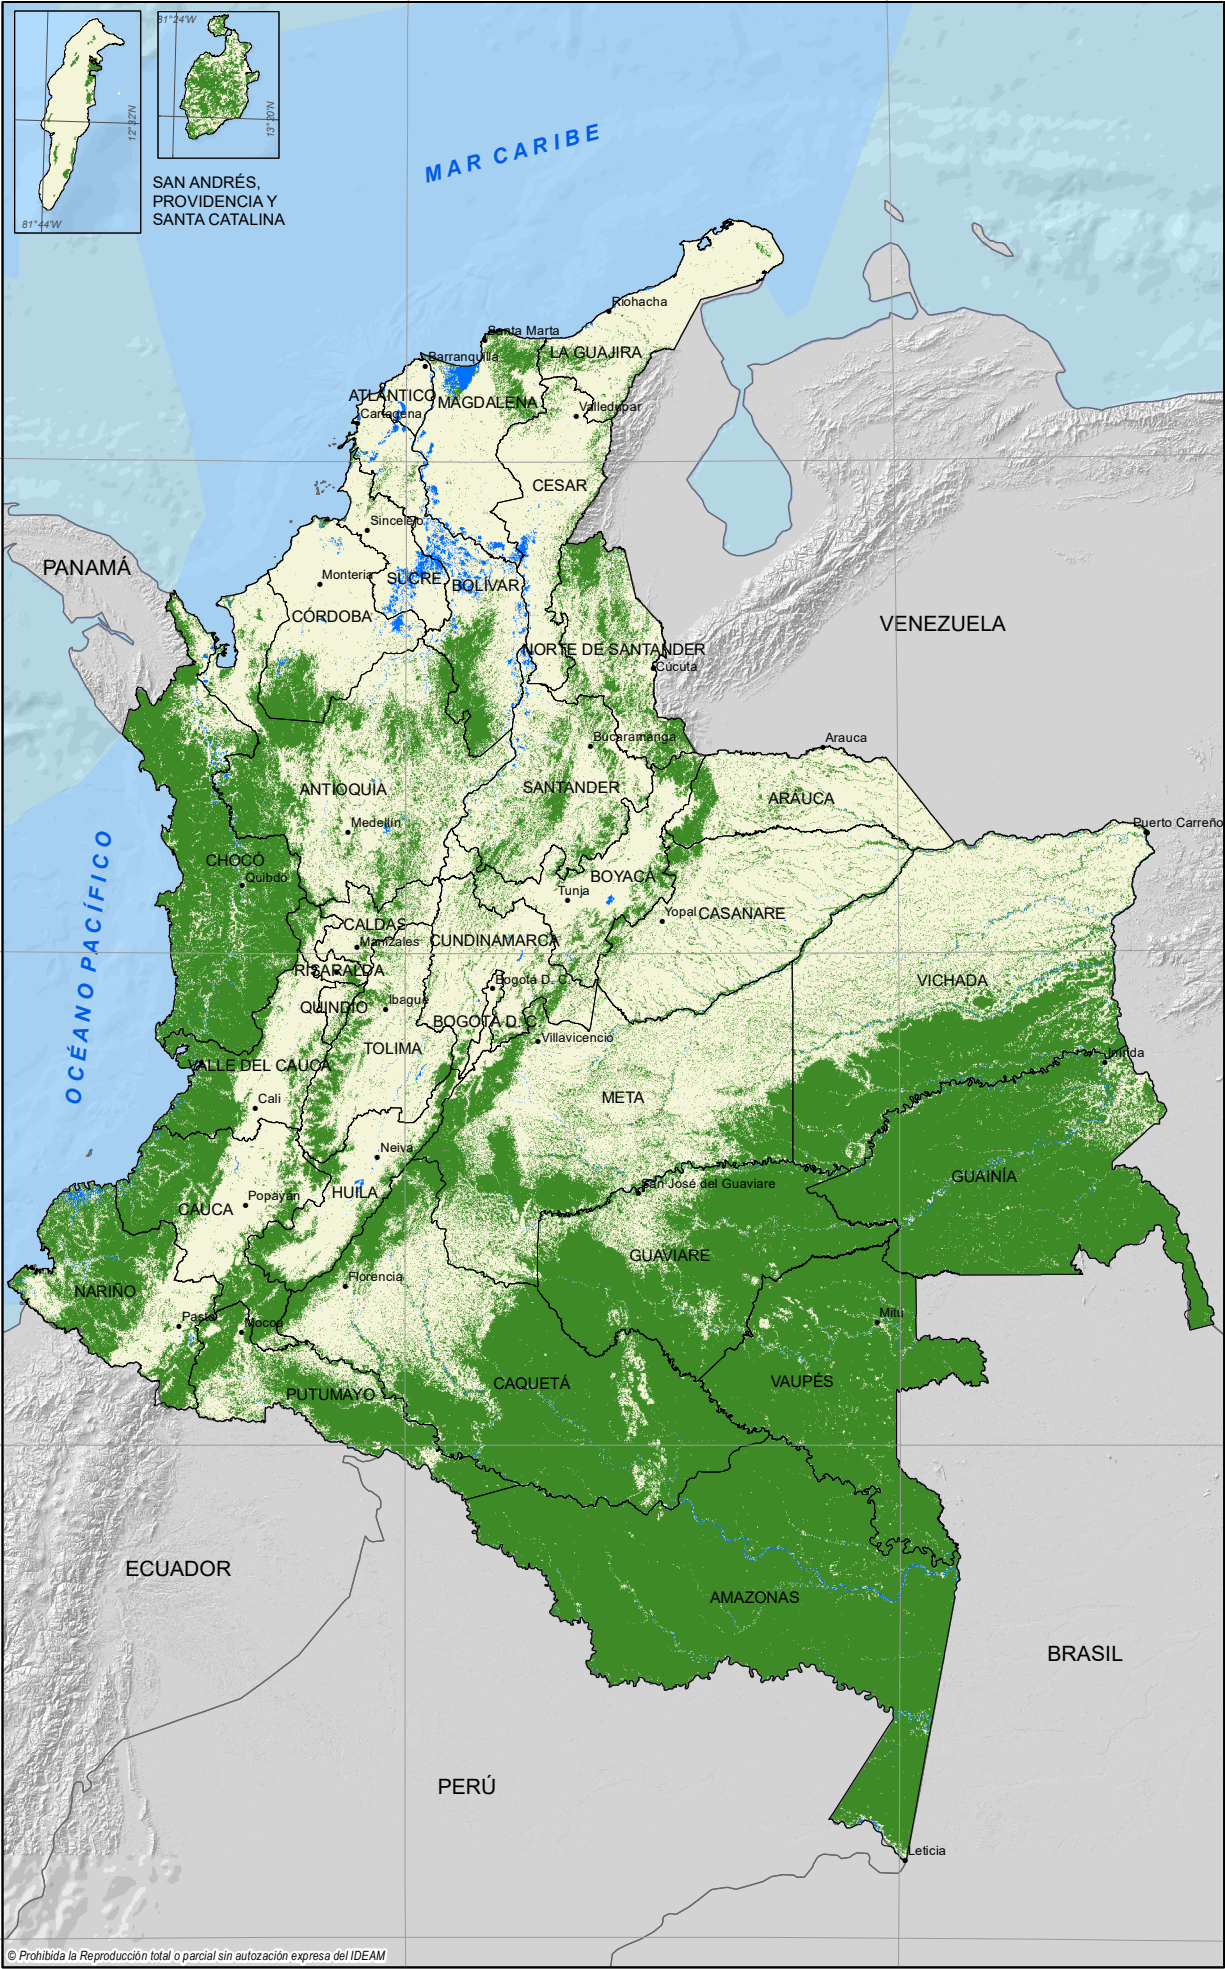 81°24'W
12°32'N
13°20'N
81°44'W
SAN ANDRÉS,
PROVIDENCIA Y
SANTA CATALINA
MAR CARIBE
Riohacha
Santa Marta
LA GUAJIRA
Barranquilla
ATLÁNTICO
MAGDALENA
Cartagena
Valledupar
CESAR
Sincelejo
PANAMÁ
Montería
SUCRE
BOLÍVAR
CÓRDOBA
VENEZUELA
NORTE DE SANTANDER
Cúcuta
Bucaramanga
Arauca
ANTIOQUIA
SANTANDER
ARAUCA
Medellín
Puerto Carreño
OCÉANO PACÍFICO
CHOCÓ
Quibdó
BOYACÁ
Tunja
CALDAS
Manizales
CUNDINAMARCA
Yopal
CASANARE
RISARALDA
Bogotá D. C.
VICHADA
QUINDÍO
Ibagué
BOGOTÁ D. C.
Villavicencio
TOLIMA
VALLE DEL CAUCA
Inírida
Cali
META
Neiva
San José del Guaviare
GUAINÍA
HUILA
Popayán
CAUCA
GUAVIARE
Florencia
NARIÑO
Pasto
Mocoa
Mitú
CAQUETÁ
VAUPÉS
PUTUMAYO
ECUADOR
AMAZONAS
BRASIL
PERÚ
Leticia
© Prohibida la Reproducción total o parcial sin autozación expresa del IDEAM